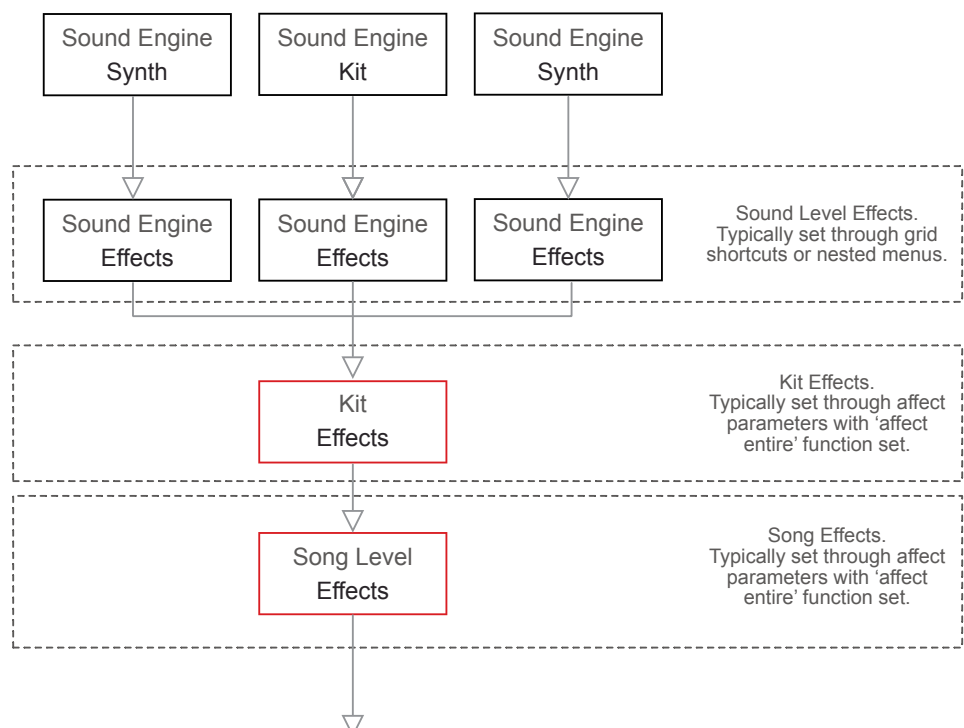 Sound Engine
Synth
Sound Engine
Kit
Sound Engine
Synth
Sound Engine
Effects
Sound Engine
Effects
Sound Engine
Effects
Sound Level Effects.
Typically set through grid
shortcuts or nested menus.
Kit
Effects
Kit Effects.
Typically set through affect
parameters with ‘affect
entire’ function set.
Song Level
Effects
Song Effects.
Typically set through affect
parameters with ‘affect
entire’ function set.